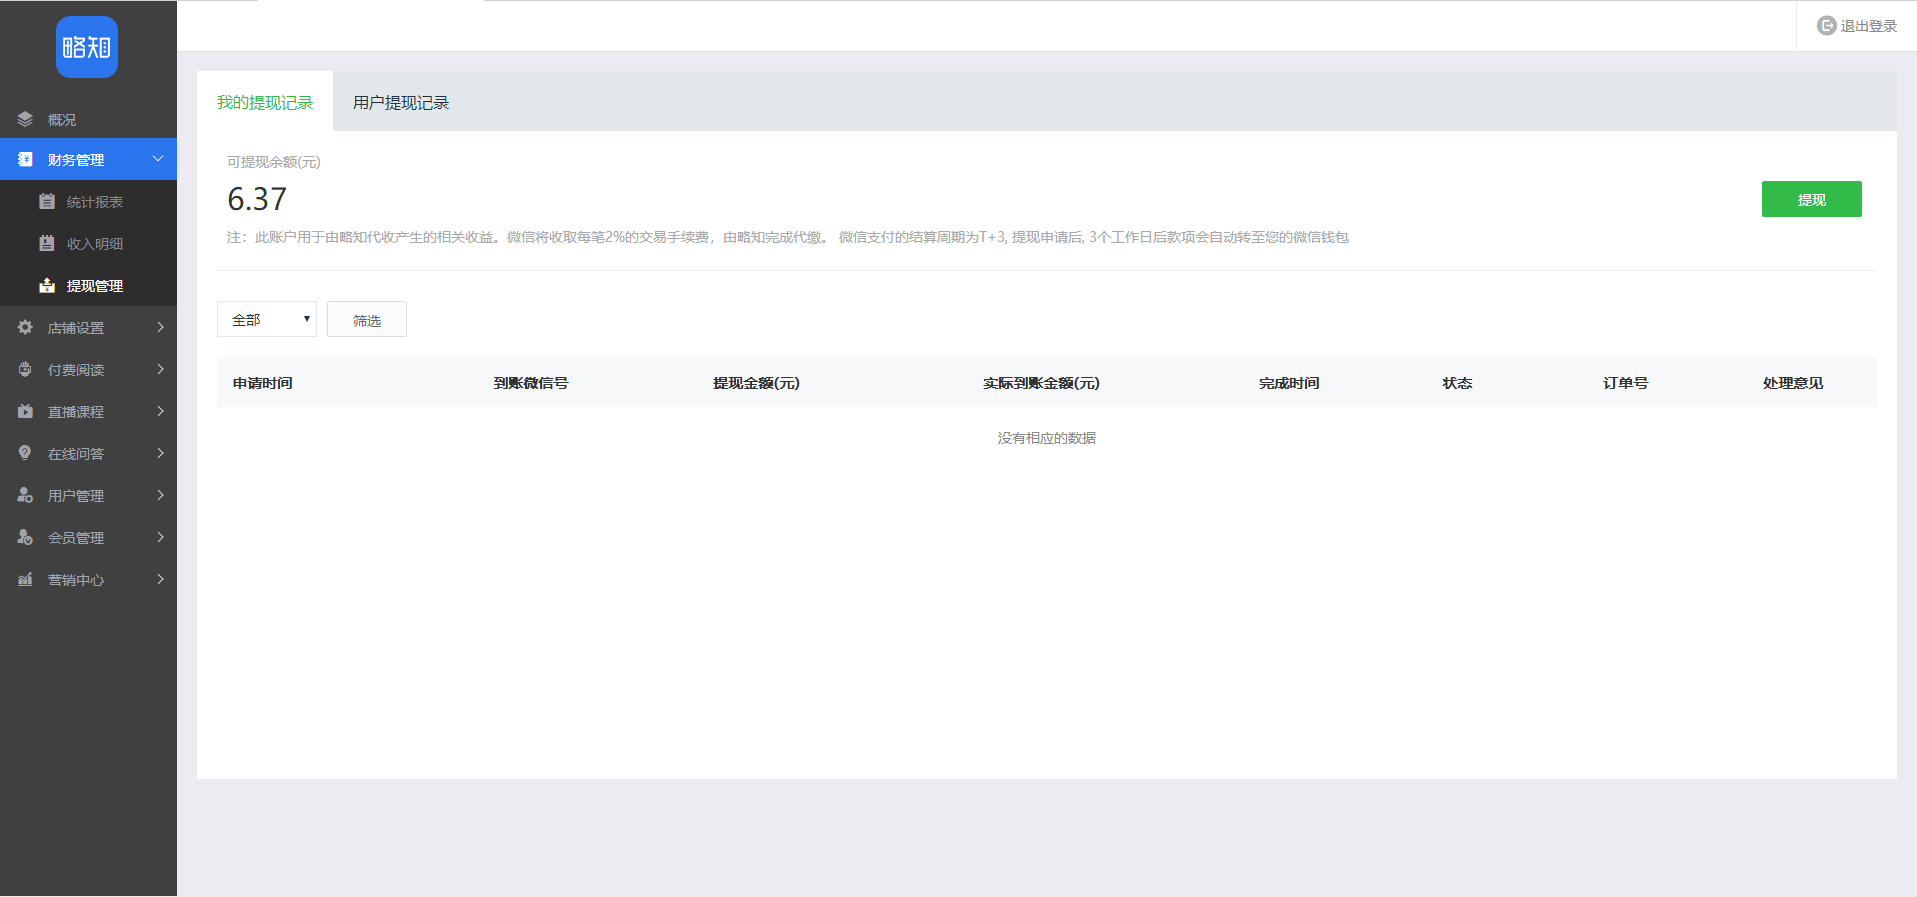 略知
退出登录
概况
财务管理
统计报表
收入明细
提现管理
店铺设置
付费阅读
直播课程
在线问答
用户管理
会员管理
营销中心
我的提现记录 用户提现记录
可提现余额(元)
6.37
提现
注：此账户用于由略知代收产生的相关收益。微信将收取每笔2%的交易手续费，由略知完成代缴。 微信支付的结算周期为T+3, 提现申请后, 3个工作日后款项会自动转至您的微信钱包
全部 筛选
申请时间 到账微信号 提现金额(元) 实际到账金额(元) 完成时间 状态 订单号 处理意见
没有相应的数据